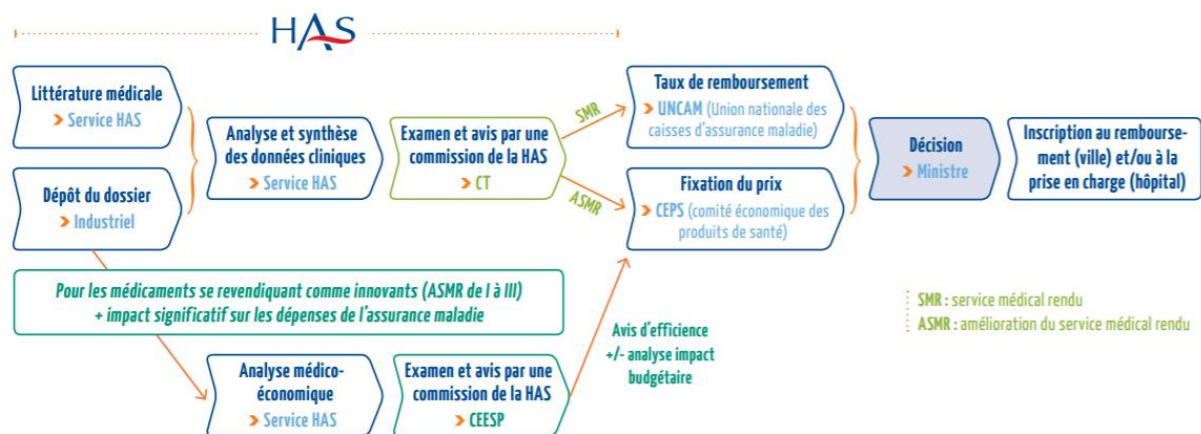 HAS
Littérature médicale
> Service HAS
Dépôt du dossier
> Industriel
Analyse et synthèse
des données cliniques
> Service HAS
Examen et avis par une
commission de la HAS
> CT
SMR
ASMR
Taux de remboursement
> UNCAM (Union nationale des
caisses d'assurance maladie)
Fixation du prix
> CEPS (comité économique des
produits de santé)
Décision
> Ministre
Inscription au rembourse-
ment (ville) et/ou à la
prise en charge (hôpital)
Pour les médicaments se revendiquant comme innovants (ASMR de I à III)
+ impact significatif sur les dépenses de l'assurance maladie
Analyse médico-
économique
> Service HAS
Examen et avis par une
commission de la HAS
> CEESP
Avis d'efficience
+/- analyse impact
budgétaire
SMR : service médical rendu
ASMR : amélioration du service médical rendu